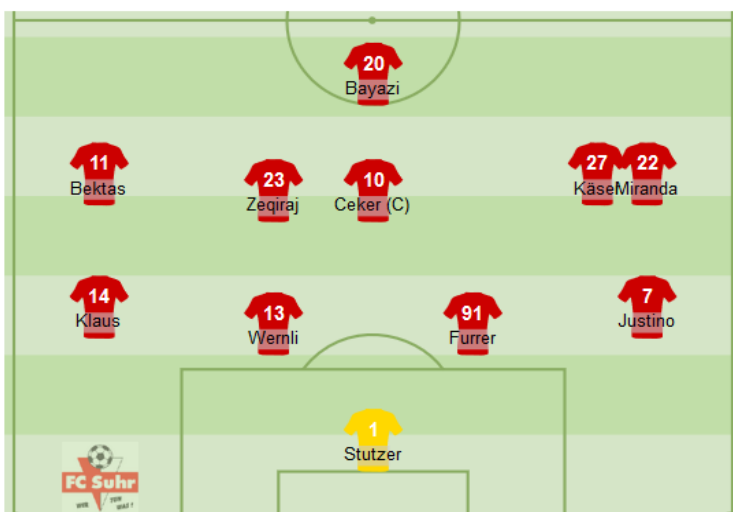 20
Bayazi
11
Bektas
23
Zeqiraj
10
Ceker (C)
27
Käse
22
Miranda
14
Klaus
13
Wernli
91
Furrer
7
Justino
1
Stutzer
FC Suhr